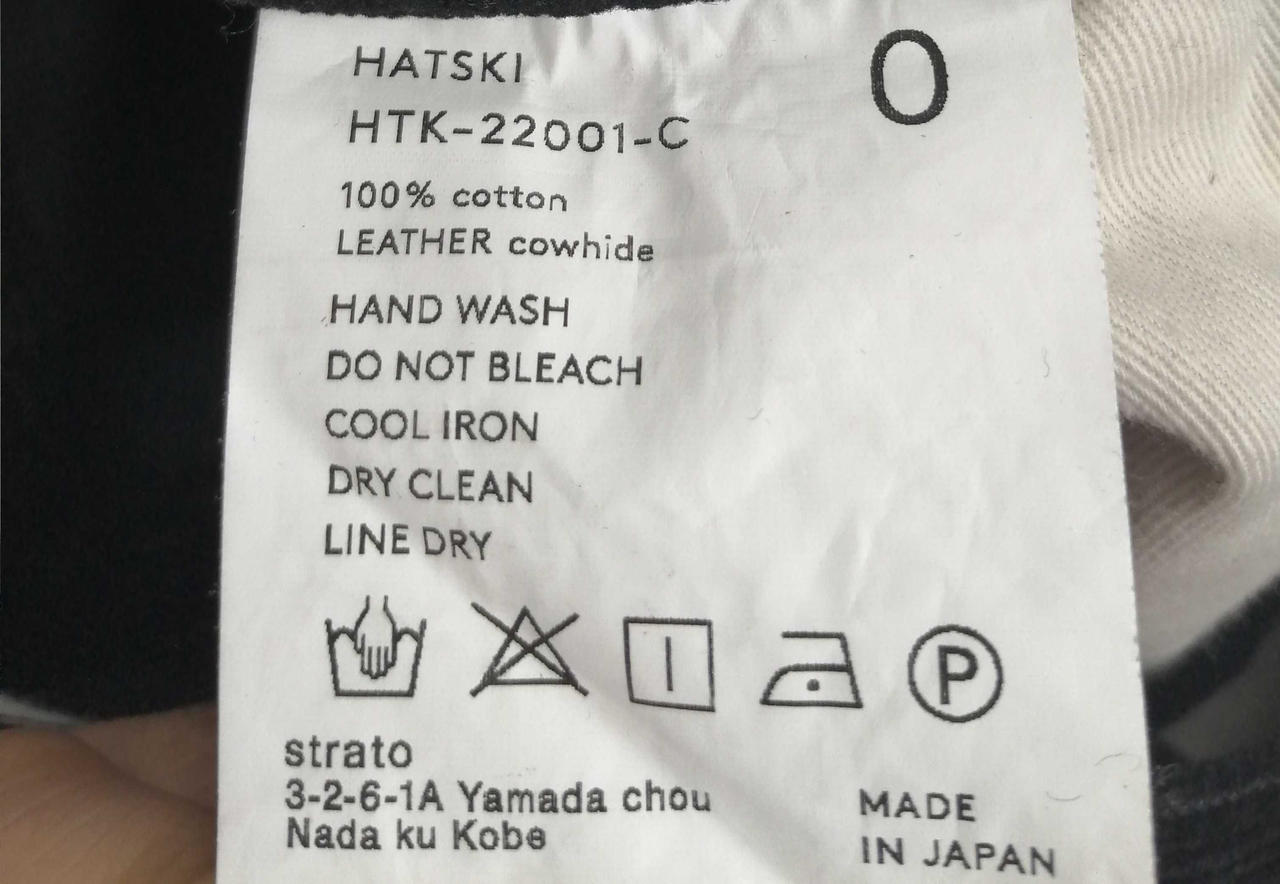 HATSKI
0
HTK-22001-C
100% cotton
LEATHER cowhide
HAND WASH
DO NOT BLEACH
COOL IRON
DRY CLEAN
LINE DRY
P
strato
3-2-6-1A Yamada chou
Nada ku Kobe
MADE
IN JAPAN